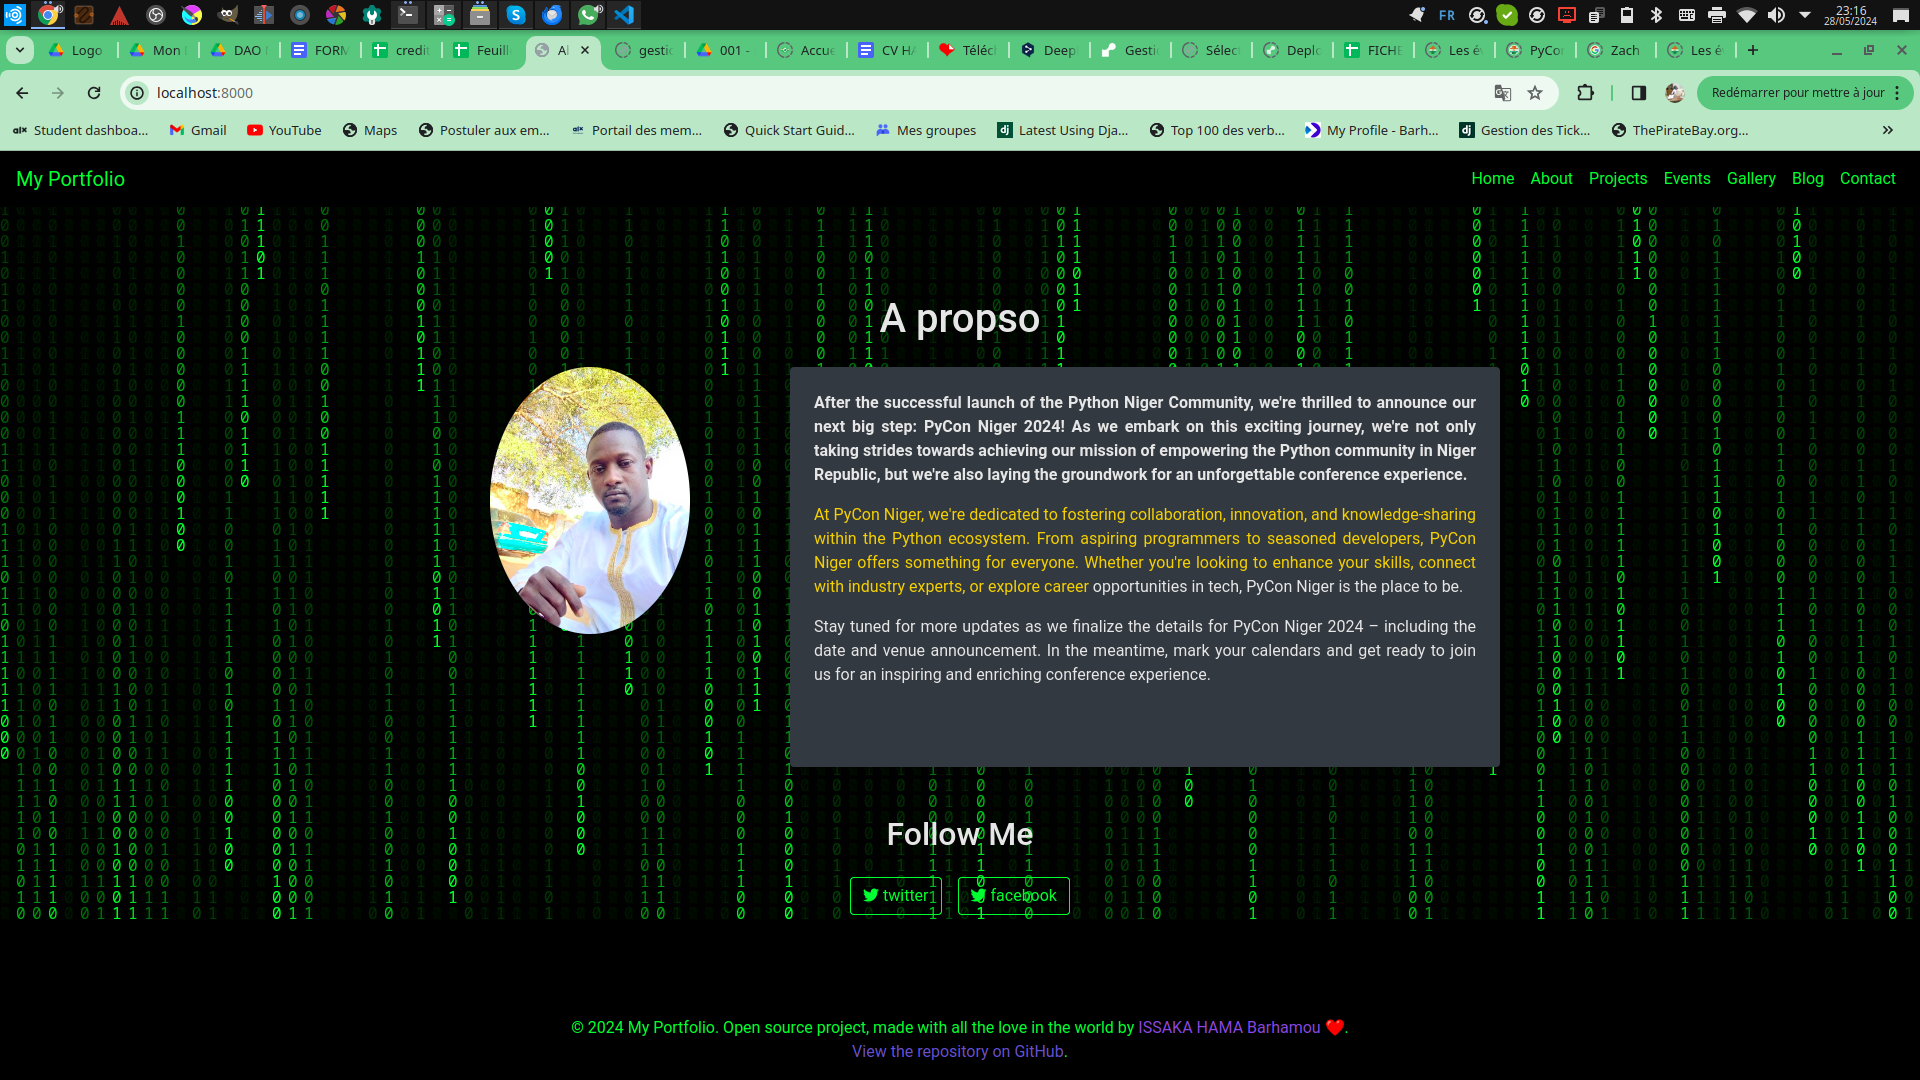 FR
23:16
28/05/2024
Logo
Mon
DAO
FORM
credit
Feuill
Al
gestic
001 -
Accue
CV HA
Téléch
Deep
Gesti
Sélect
Deplo
FICHE
Les év
PyCon
Zach
Les év
localhost:8000
Redémarrer pour mettre à jour
Student dashboa...
Gmail
YouTube
Maps
Postuler aux em...
Portail des mem...
Quick Start Guid...
Mes groupes
Latest Using Dja...
Top 100 des verb...
My Profile - Barh...
Gestion des Tick...
ThePirateBay.org...
My Portfolio
Home
About
Projects
Events
Gallery
Blog
Contact
A propso
After the successful launch of the Python Niger Community, we're thrilled to announce our
next big step: PyCon Niger 2024! As we embark on this exciting journey, we're not only
taking strides towards achieving our mission of empowering the Python community in Niger
Republic, but we're also laying the groundwork for an unforgettable conference experience.
At PyCon Niger, we're dedicated to fostering collaboration, innovation, and knowledge-sharing
within the Python ecosystem. From aspiring programmers to seasoned developers, PyCon
Niger offers something for everyone. Whether you're looking to enhance your skills, connect
with industry experts, or explore career opportunities in tech, PyCon Niger is the place to be.
Stay tuned for more updates as we finalize the details for PyCon Niger 2024 – including the
date and venue announcement. In the meantime, mark your calendars and get ready to join
us for an inspiring and enriching conference experience.
Follow Me
twitter
facebook
© 2024 My Portfolio. Open source project, made with all the love in the world by ISSAKA HAMA Barhamou ❤️.
View the repository on GitHub.